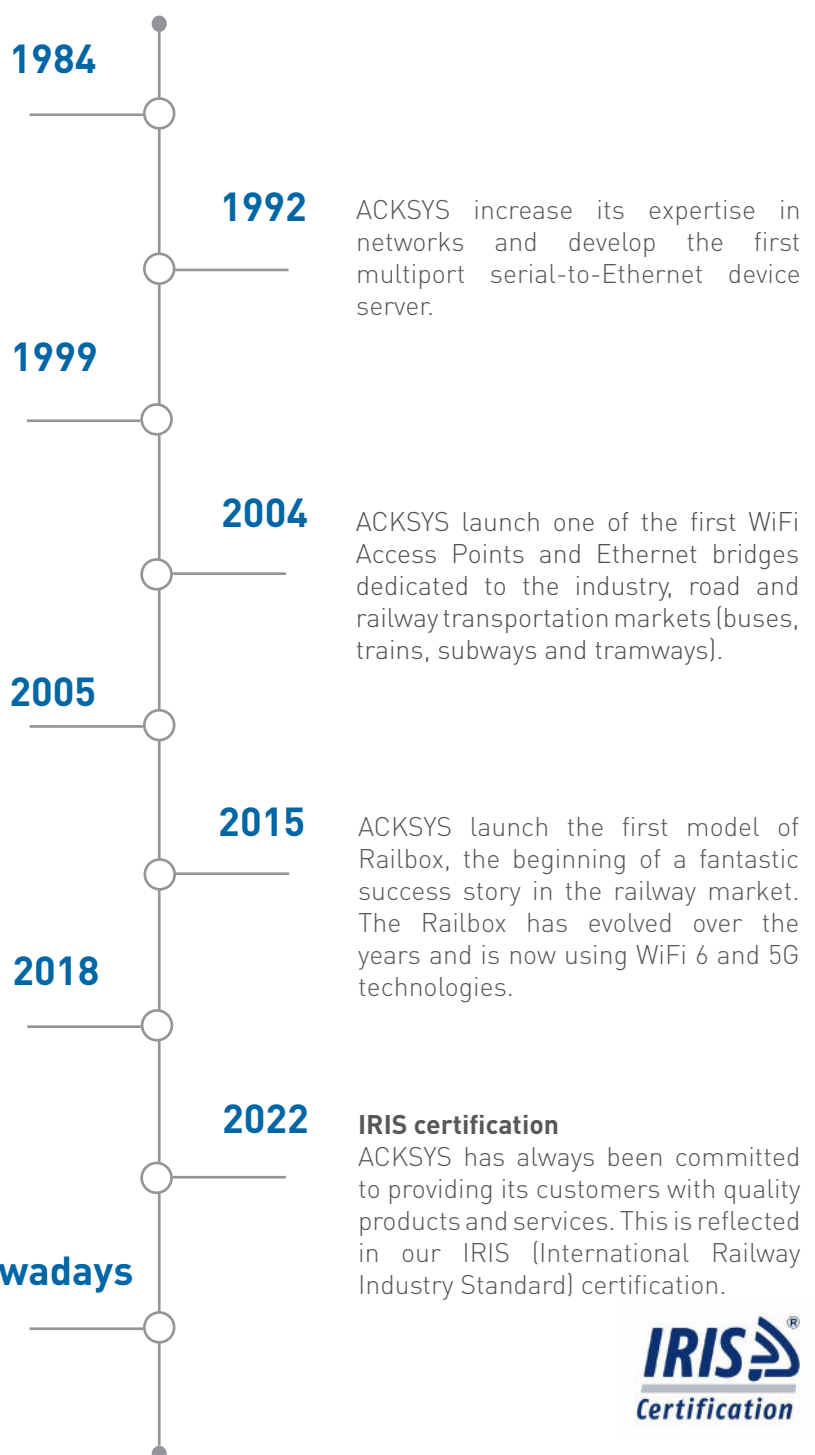 1984
1992
ACKSYS increase its expertise in
networks and develop the first
multiport serial-to-Ethernet device
server.
1999
2004
ACKSYS launch one of the first WiFi
Access Points and Ethernet bridges
dedicated to the industry, road and
railway transportation markets (buses,
trains, subways and tramways).
2005
2015
ACKSYS launch the first model of
Railbox, the beginning of a fantastic
success story in the railway market.
The Railbox has evolved over the
years and is now using WiFi 6 and 5G
technologies.
2018
2022
IRIS certification
ACKSYS has always been committed
to providing its customers with quality
products and services. This is reflected
in our IRIS (International Railway
Industry Standard) certification.
wadays
IRIS ®
Certification